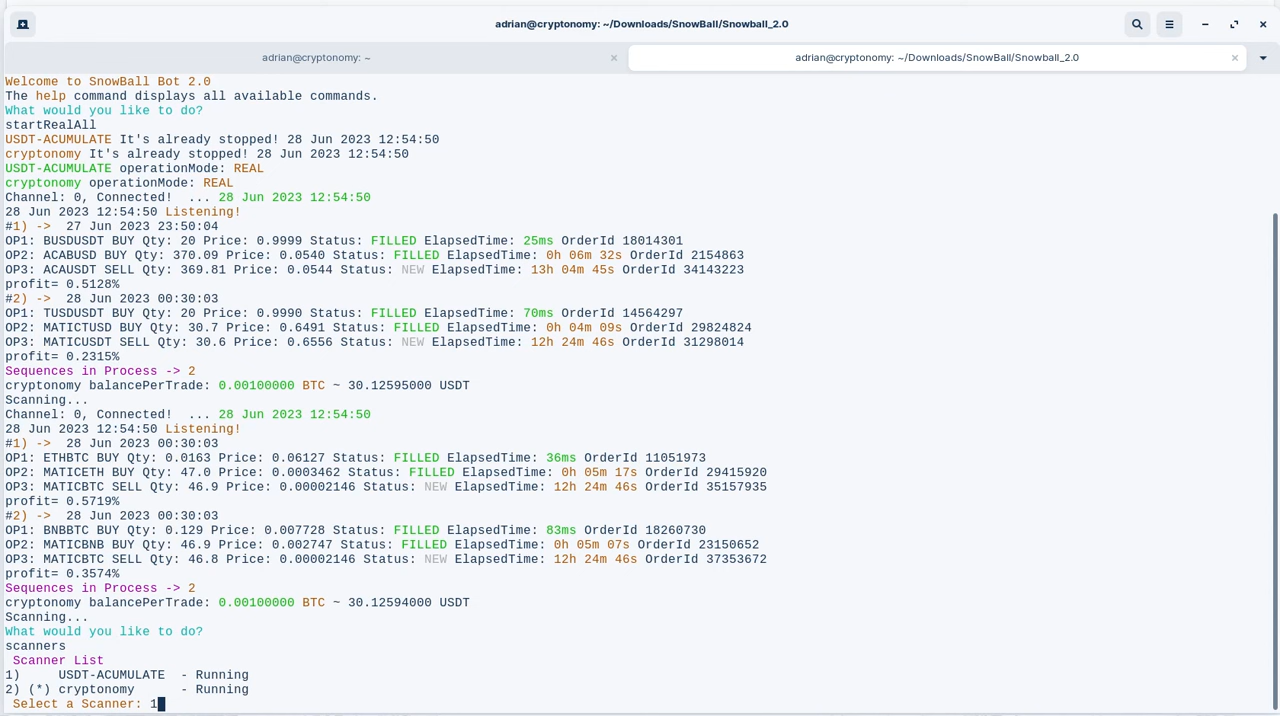 adrian@cryptonomy: ~/Downloads/SnowBall/Snowball_2.0
adrian@cryptonomy: ~
adrian@cryptonomy: ~/Downloads/SnowBall/Snowball_2.0
Welcome to SnowBall Bot 2.0
The help command displays all available commands.
What would you like to do?
startRealAll
USDT-ACUMULATE It's already stopped! 28 Jun 2023 12:54:50
cryptonomy It's already stopped! 28 Jun 2023 12:54:50
USDT-ACUMULATE operationMode: REAL
cryptonomy operationMode: REAL
Channel: 0, Connected!  ... 28 Jun 2023 12:54:50
28 Jun 2023 12:54:50 Listening!
#1) ->  27 Jun 2023 23:50:04
OP1: BUSDUSDT BUY Qty: 20 Price: 0.9999 Status: FILLED ElapsedTime: 25ms OrderId 18014301
OP2: ACABUSD BUY Qty: 370.09 Price: 0.0540 Status: FILLED ElapsedTime: 0h 06m 32s OrderId 2154863
OP3: ACAUSDT SELL Qty: 369.81 Price: 0.0544 Status: NEW ElapsedTime: 13h 04m 45s OrderId 34143223
profit= 0.5128%
#2) ->  28 Jun 2023 00:30:03
OP1: TUSDUSDT BUY Qty: 20 Price: 0.9990 Status: FILLED ElapsedTime: 70ms OrderId 14564297
OP2: MATICTUSD BUY Qty: 30.7 Price: 0.6491 Status: FILLED ElapsedTime: 0h 04m 09s OrderId 29824824
OP3: MATICUSDT SELL Qty: 30.6 Price: 0.6556 Status: NEW ElapsedTime: 12h 24m 46s OrderId 31298014
profit= 0.2315%
Sequences in Process -> 2
cryptonomy balancePerTrade: 0.00100000 BTC ~ 30.12595000 USDT
Scanning...
Channel: 0, Connected!  ... 28 Jun 2023 12:54:50
28 Jun 2023 12:54:50 Listening!
#1) ->  28 Jun 2023 00:30:03
OP1: ETHBTC BUY Qty: 0.0163 Price: 0.06127 Status: FILLED ElapsedTime: 36ms OrderId 11051973
OP2: MATICETH BUY Qty: 47.0 Price: 0.0003462 Status: FILLED ElapsedTime: 0h 05m 17s OrderId 29415920
OP3: MATICBTC SELL Qty: 46.9 Price: 0.00002146 Status: NEW ElapsedTime: 12h 24m 46s OrderId 35157935
profit= 0.5719%
#2) ->  28 Jun 2023 00:30:03
OP1: BNBBTC BUY Qty: 0.129 Price: 0.007728 Status: FILLED ElapsedTime: 83ms OrderId 18260730
OP2: MATICBNB BUY Qty: 46.9 Price: 0.002747 Status: FILLED ElapsedTime: 0h 05m 07s OrderId 23150652
OP3: MATICBTC SELL Qty: 46.8 Price: 0.00002146 Status: NEW ElapsedTime: 12h 24m 46s OrderId 37353672
profit= 0.3574%
Sequences in Process -> 2
cryptonomy balancePerTrade: 0.00100000 BTC ~ 30.12594000 USDT
Scanning...
What would you like to do?
scanners
Scanner List
1)     USDT-ACUMULATE  - Running
2) (*) cryptonomy      - Running
Select a Scanner: 1